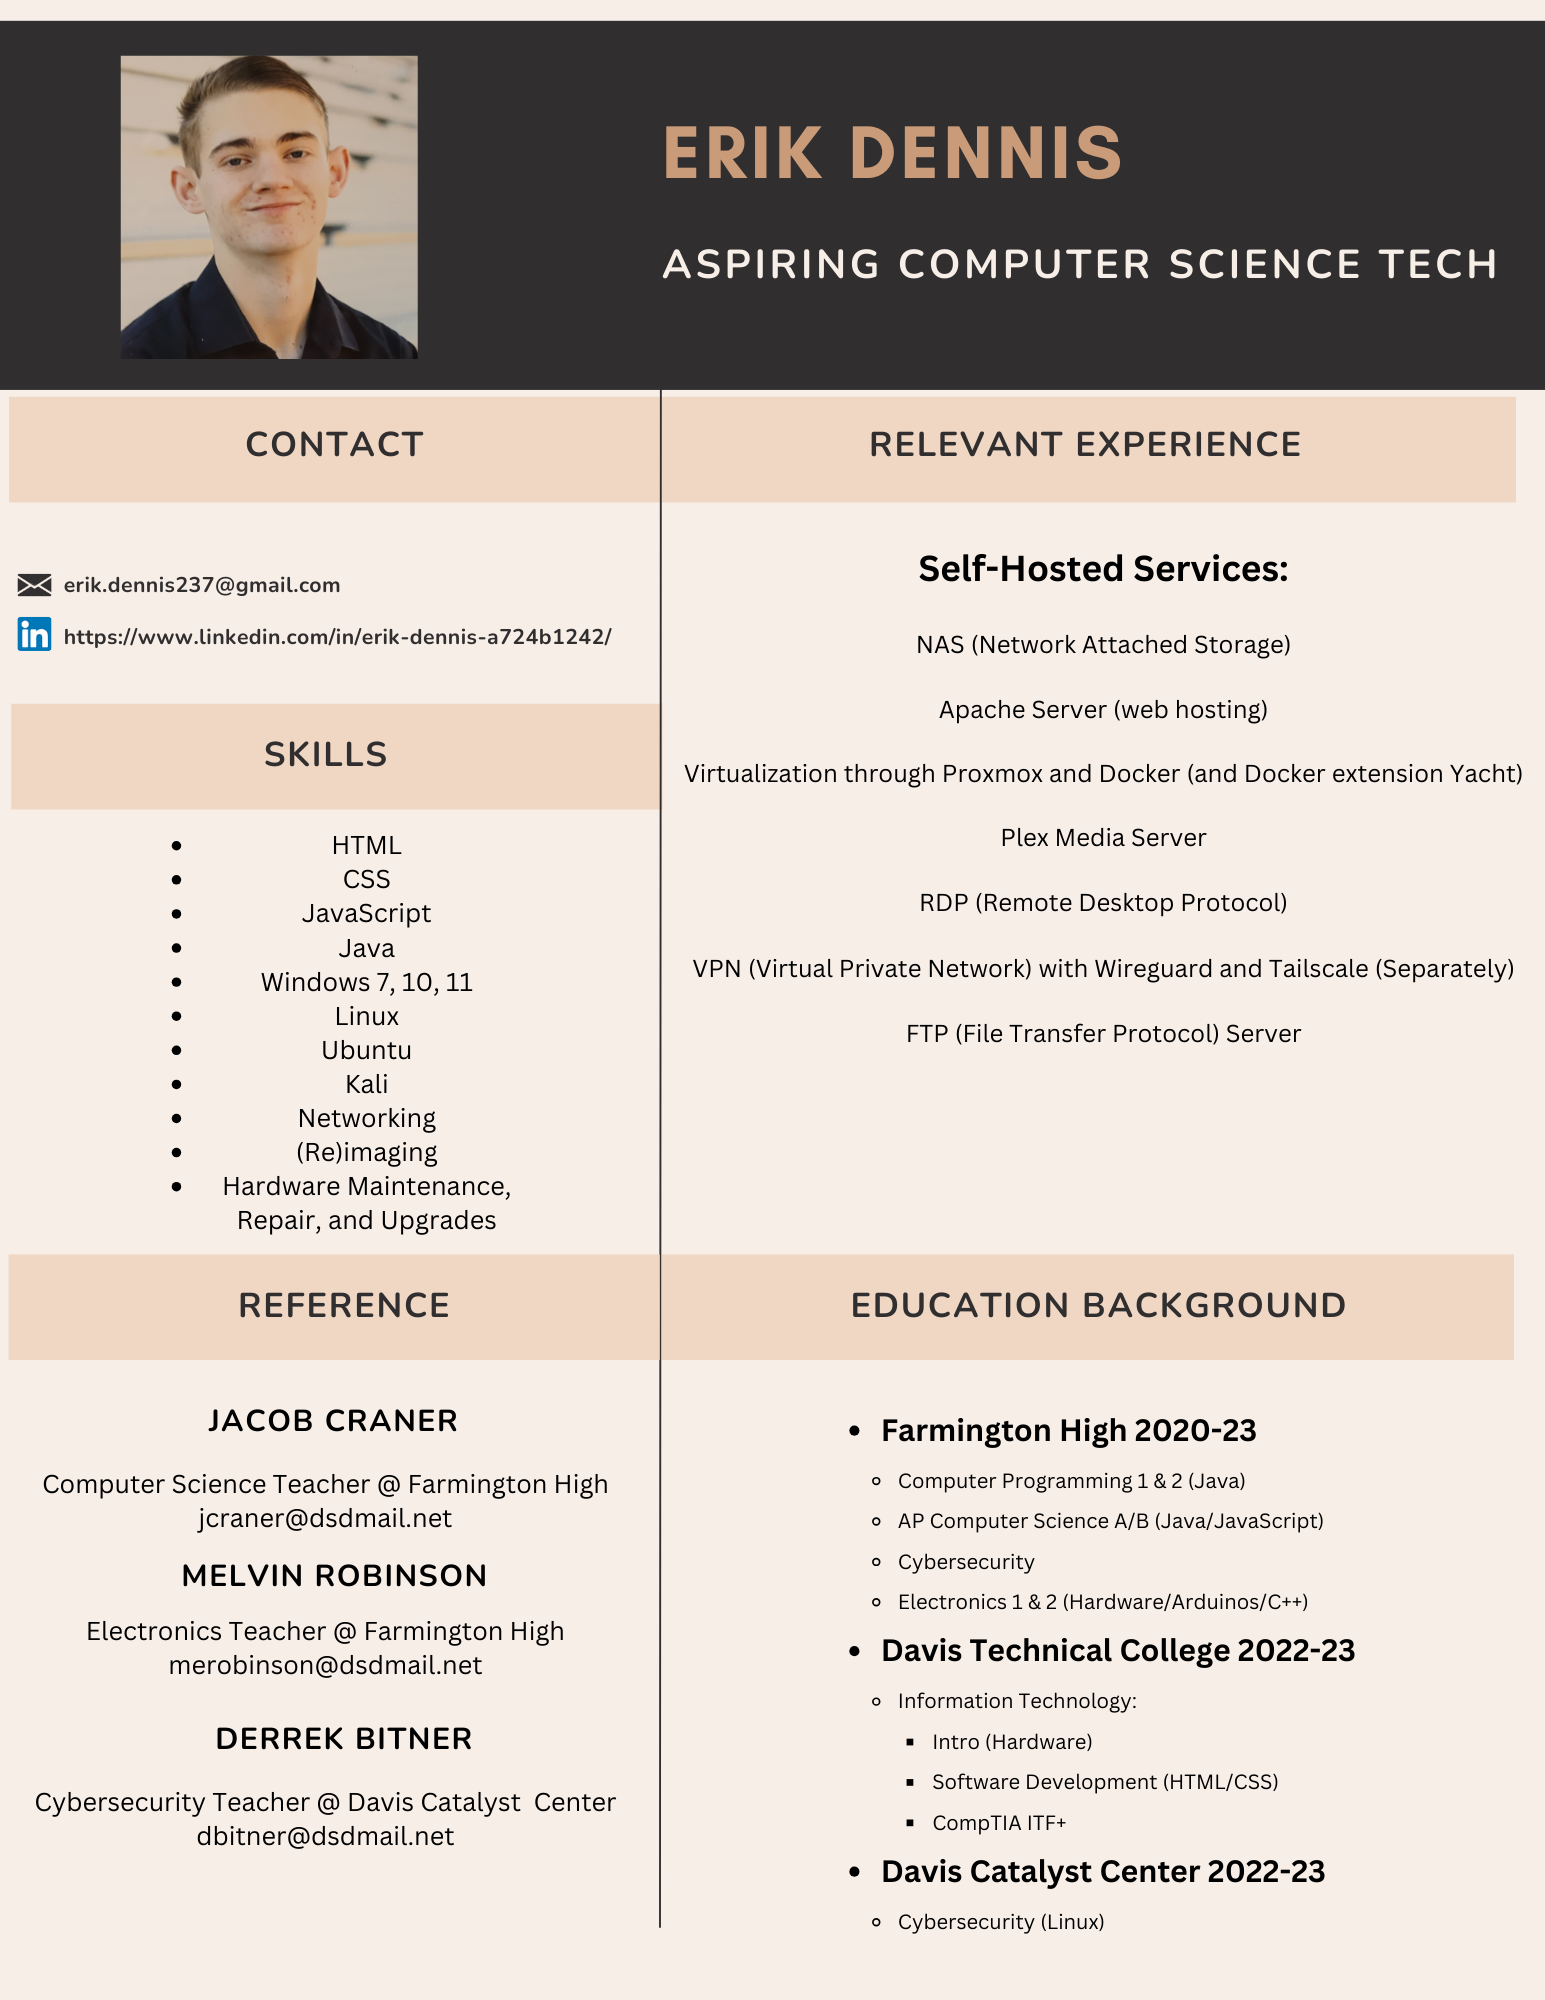 ERIK DENNIS
ASPIRING COMPUTER SCIENCE TECH
CONTACT
erik.dennis237@gmail.com
in https://www.linkedin.com/in/erik-dennis-a724b1242/
SKILLS
• HTML
• CSS
• JavaScript
• Java
• Windows 7, 10, 11
• Linux
• Ubuntu
• Kali
• Networking
• (Re)imaging
• Hardware Maintenance,
Repair, and Upgrades
REFERENCE
JACOB CRANER
Computer Science Teacher @ Farmington High
jcraner@dsdmail.net
MELVIN ROBINSON
Electronics Teacher @ Farmington High
merobinson@dsdmail.net
DERREK BITNER
Cybersecurity Teacher @ Davis Catalyst  Center
dbitner@dsdmail.net
RELEVANT EXPERIENCE
Self-Hosted Services:
NAS (Network Attached Storage)
Apache Server (web hosting)
Virtualization through Proxmox and Docker (and Docker extension Yacht)
Plex Media Server
RDP (Remote Desktop Protocol)
VPN (Virtual Private Network) with Wireguard and Tailscale (Separately)
FTP (File Transfer Protocol) Server
EDUCATION BACKGROUND
• Farmington High 2020-23
◦ Computer Programming 1 & 2 (Java)
◦ AP Computer Science A/B (Java/JavaScript)
◦ Cybersecurity
◦ Electronics 1 & 2 (Hardware/Arduinos/C++)
• Davis Technical College 2022-23
◦ Information Technology:
▪ Intro (Hardware)
▪ Software Development (HTML/CSS)
▪ CompTIA ITF+
• Davis Catalyst Center 2022-23
◦ Cybersecurity (Linux)